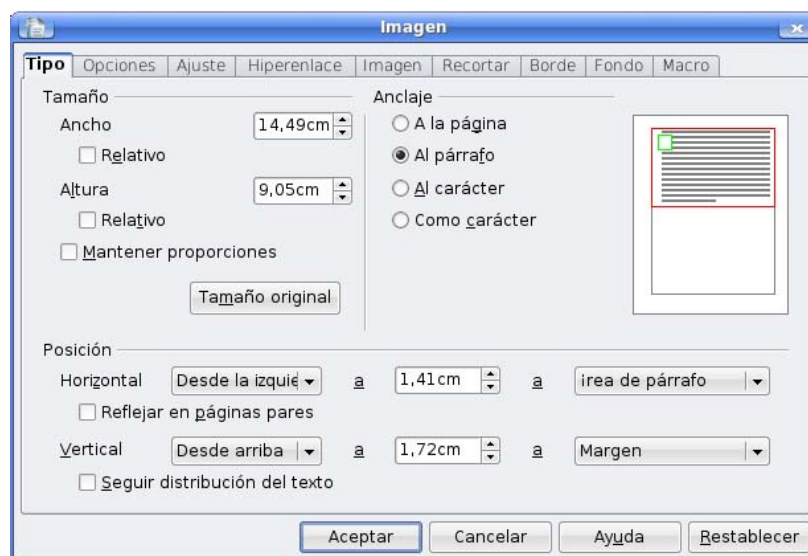 Imagen
Tipo Opciones Ajuste Hiperenlace Imagen Recortar Borde Fondo Macro
Tamaño
Ancho 14,49cm
Relativo
Altura 9,05cm
Relativo
Mantener proporciones
Tamaño original
Anclaje
A la página
Al párrafo
Al carácter
Como carácter
Posición
Horizontal Desde la izquie a 1,41cm a írea de párrafo
Reflejar en páginas pares
Vertical Desde arriba a 1,72cm a Margen
Seguir distribución del texto
Aceptar Cancelar Ayuda Restablecer